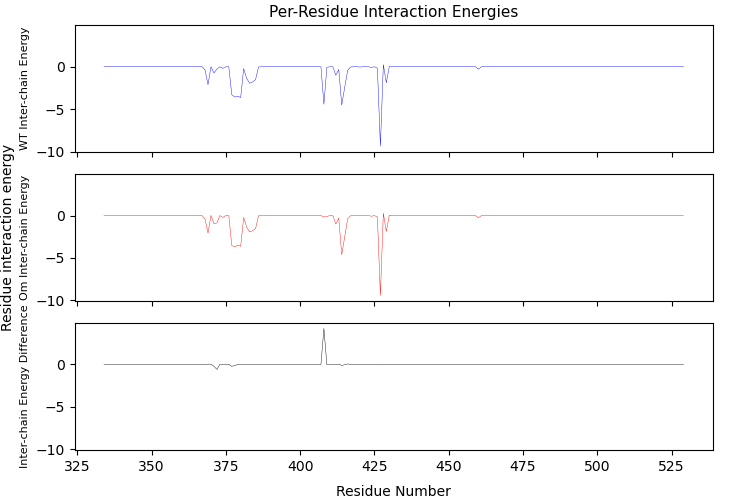 Per-Residue Interaction Energies
WT Inter-chain Energy
0
−5
−10
Residue interaction energy
Om Inter-chain Energy
0
−5
−10
Inter-chain Energy Difference
0
−5
−10
325 350 375 400 425 450 475 500 525
Residue Number